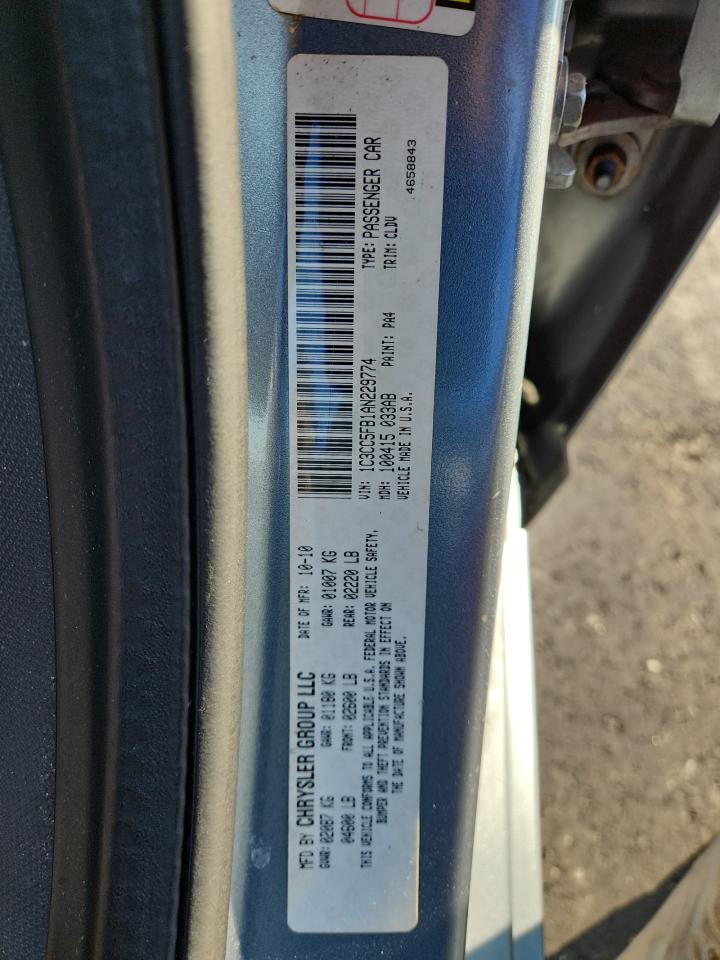 MFD BY CHRYSLER GROUP LLC DATE OF MFR: 10-10
GVWR: 02087 KG GAWR: 01180 KG GAWR: 01007 KG
04600 LB FRONT: 02600 LB REAR: 02220 LB
THIS VEHICLE CONFORMS TO ALL APPLICABLE U.S.A. FEDERAL MOTOR VEHICLE SAFETY,
BUMPER AND THEFT PREVENTION STANDARDS IN EFFECT ON
THE DATE OF MANUFACTURE SHOWN ABOVE.
VIN: 1C3CC5FB1AN229774 TYPE: PASSENGER CAR
MDH: 100415 033AB PAINT: PA4 TRIM: CLDV
VEHICLE MADE IN U.S.A. 4658843